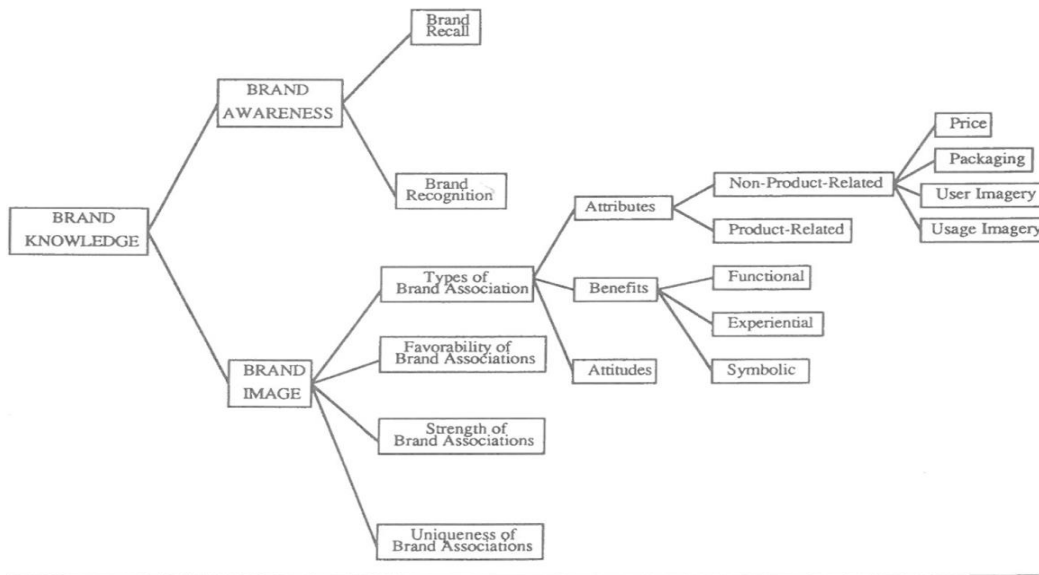 Brand
Recall
BRAND
AWARENESS
Brand
Recognition
BRAND
KNOWLEDGE
Types of
Brand Association
Favorability of
Brand Associations
BRAND
IMAGE
Strength of
Brand Associations
Uniqueness of
Brand Associations
Attributes
Benefits
Attitudes
Non-Product-Related
Product-Related
Functional
Experiential
Symbolic
Price
Packaging
User Imagery
Usage Imagery